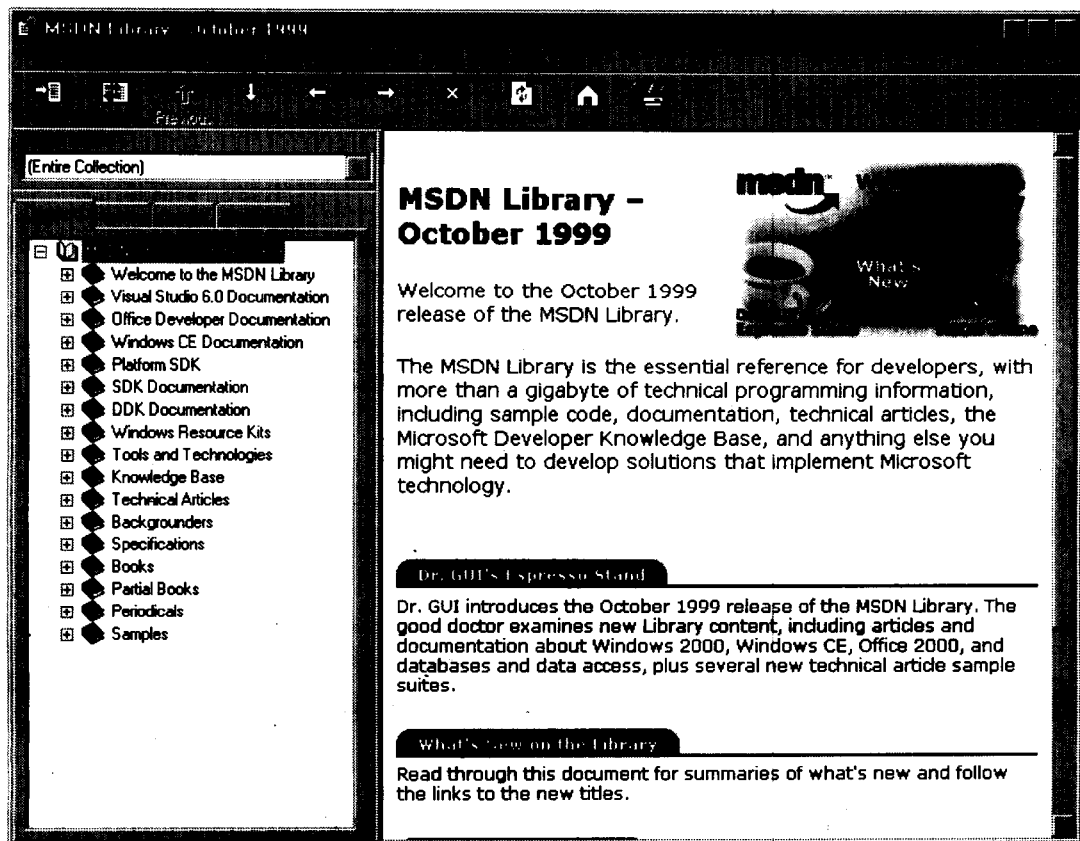 MSDN Library - October 1999
Previous
(Entire Collection)
Welcome to the MSDN Library
Visual Studio 6.0 Documentation
Office Developer Documentation
Windows CE Documentation
Platform SDK
SDK Documentation
DDK Documentation
Windows Resource Kits
Tools and Technologies
Knowledge Base
Technical Articles
Backgrounders
Specifications
Books
Partial Books
Periodicals
Samples
MSDN Library –
October 1999
msdn
What's
New
Welcome to the October 1999
release of the MSDN Library.
The MSDN Library is the essential reference for developers, with
more than a gigabyte of technical programming information,
including sample code, documentation, technical articles, the
Microsoft Developer Knowledge Base, and anything else you
might need to develop solutions that implement Microsoft
technology.
Dr. GUI's Espresso Stand
Dr. GUI introduces the October 1999 release of the MSDN Library. The
good doctor examines new Library content, including articles and
documentation about Windows 2000, Windows CE, Office 2000, and
databases and data access, plus several new technical article sample
suites.
What's New on the Library
Read through this document for summaries of what's new and follow
the links to the new titles.